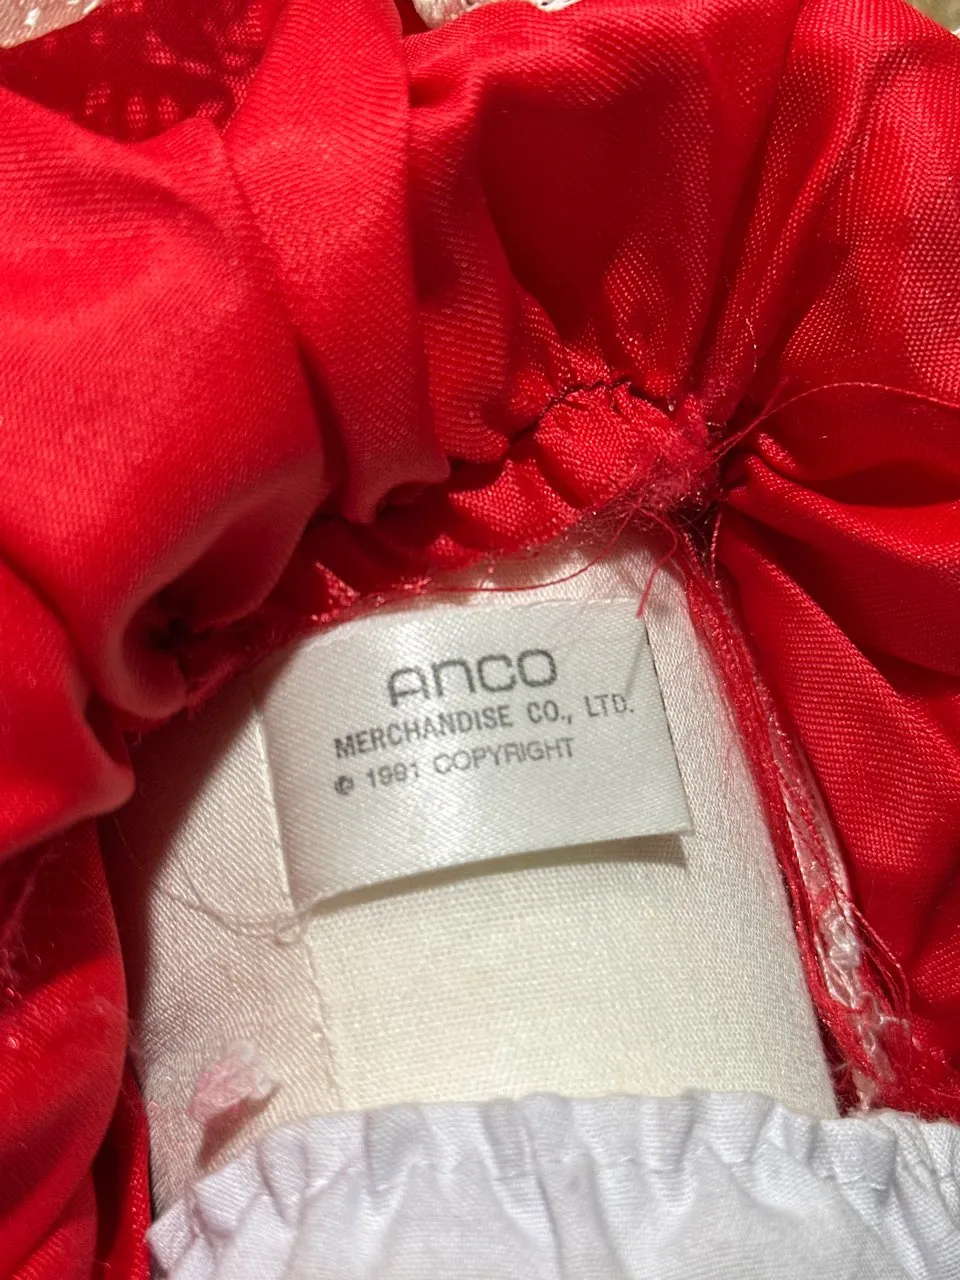 ANCO
MERCHANDISE CO., LTD.
© 1991 COPYRIGHT